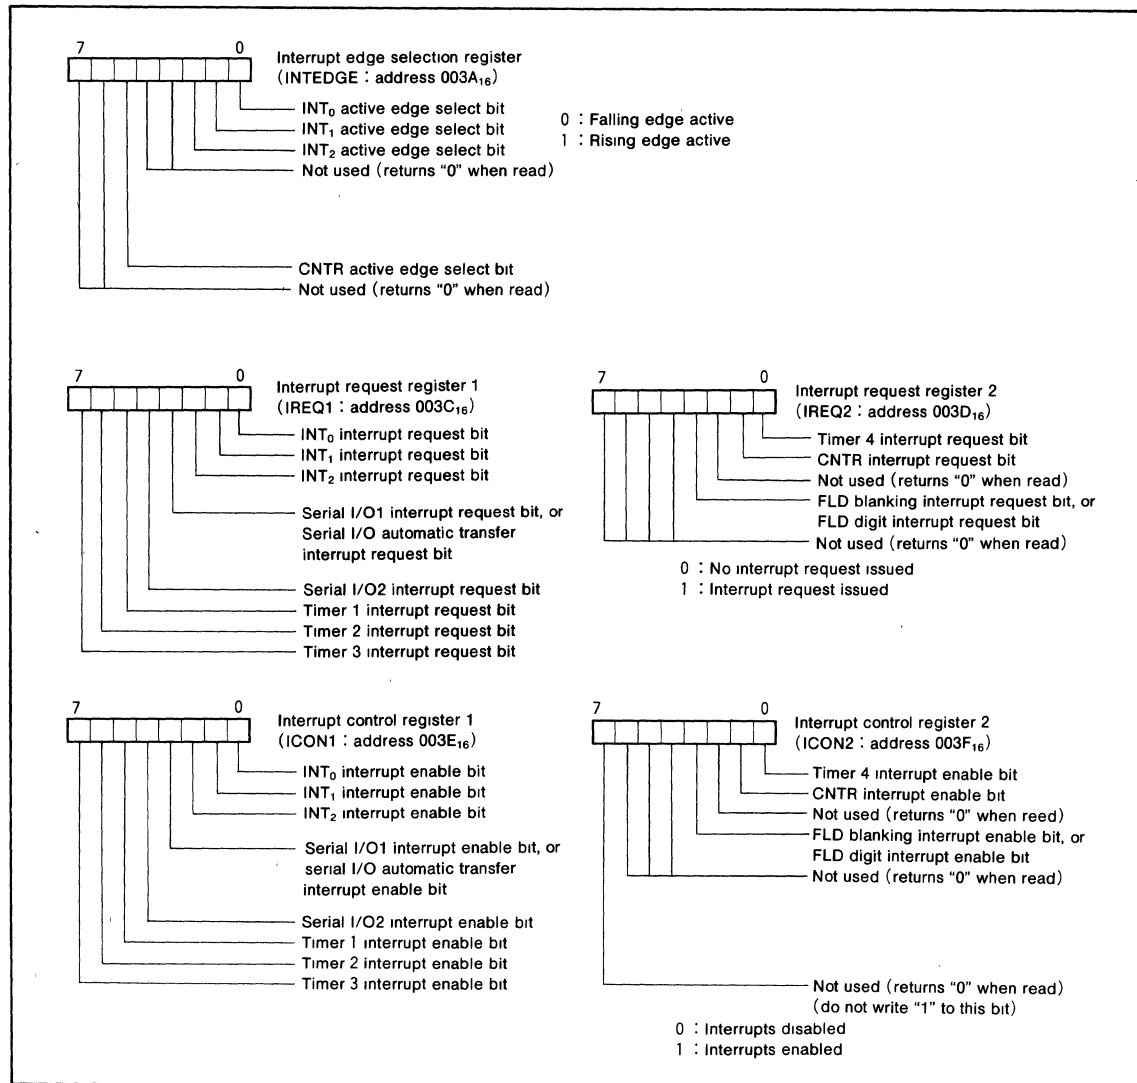 7 0
Interrupt edge selection register
(INTEDGE : address 003A₁₆)
INT₀ active edge select bit
INT₁ active edge select bit
INT₂ active edge select bit
Not used (returns “0” when read)
0 : Falling edge active
1 : Rising edge active
CNTR active edge select bit
Not used (returns “0” when read)
7 0
Interrupt request register 1
(IREQ1 : address 003C₁₆)
INT₀ interrupt request bit
INT₁ interrupt request bit
INT₂ interrupt request bit
Serial I/O1 interrupt request bit, or
Serial I/O automatic transfer
interrupt request bit
Serial I/O2 interrupt request bit
Timer 1 interrupt request bit
Timer 2 interrupt request bit
Timer 3 interrupt request bit
7 0
Interrupt request register 2
(IREQ2 : address 003D₁₆)
Timer 4 interrupt request bit
CNTR interrupt request bit
Not used (returns “0” when read)
FLD blanking interrupt request bit, or
FLD digit interrupt request bit
Not used (returns “0” when read)
0 : No interrupt request issued
1 : Interrupt request issued
7 0
Interrupt control register 1
(ICON1 : address 003E₁₆)
INT₀ interrupt enable bit
INT₁ interrupt enable bit
INT₂ interrupt enable bit
Serial I/O1 interrupt enable bit, or
serial I/O automatic transfer
interrupt enable bit
Serial I/O2 interrupt enable bit
Timer 1 interrupt enable bit
Timer 2 interrupt enable bit
Timer 3 interrupt enable bit
7 0
Interrupt control register 2
(ICON2 : address 003F₁₆)
Timer 4 interrupt enable bit
CNTR interrupt enable bit
Not used (returns “0” when reed)
FLD blanking interrupt enable bit, or
FLD digit interrupt enable bit
Not used (returns “0” when read)
Not used (returns “0” when read)
(do not write “1” to this bit)
0 : Interrupts disabled
1 : Interrupts enabled